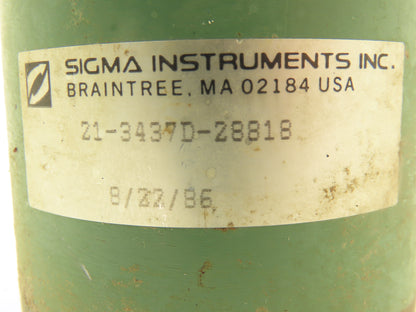 SIGMA INSTRUMENTS INC.
BRAINTREE, MA 02184 USA
21-3437D-28818
8/22/86